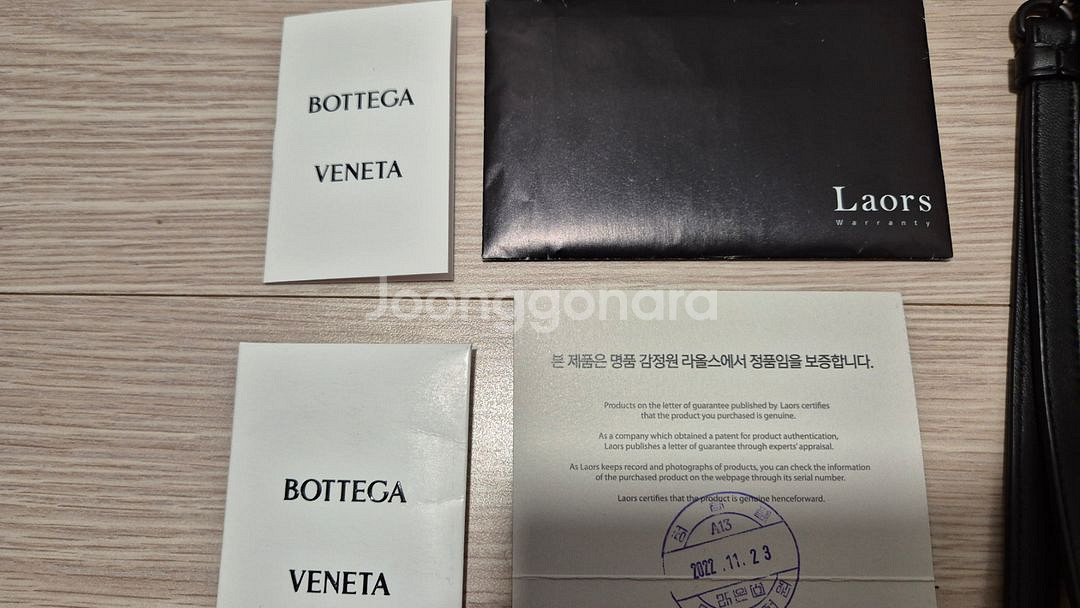 BOTTEGA
VENETA
Laors
Warranty
Joonggonara
BOTTEGA
VENETA
본 제품은 명품 감정원 라올스에서 정품임을 보증합니다.
Products on the letter of guarantee published by Laors certifies
that the product you purchased is genuine.
As a company which obtained a patent for product authentication,
Laors publishes a letter of guarantee through experts' appraisal.
As Laors keeps record and photographs of products, you can check the information
of the purchased product on the webpage through its serial number.
Laors certifies that the product is genuine henceforward.
A13
2022.11.23